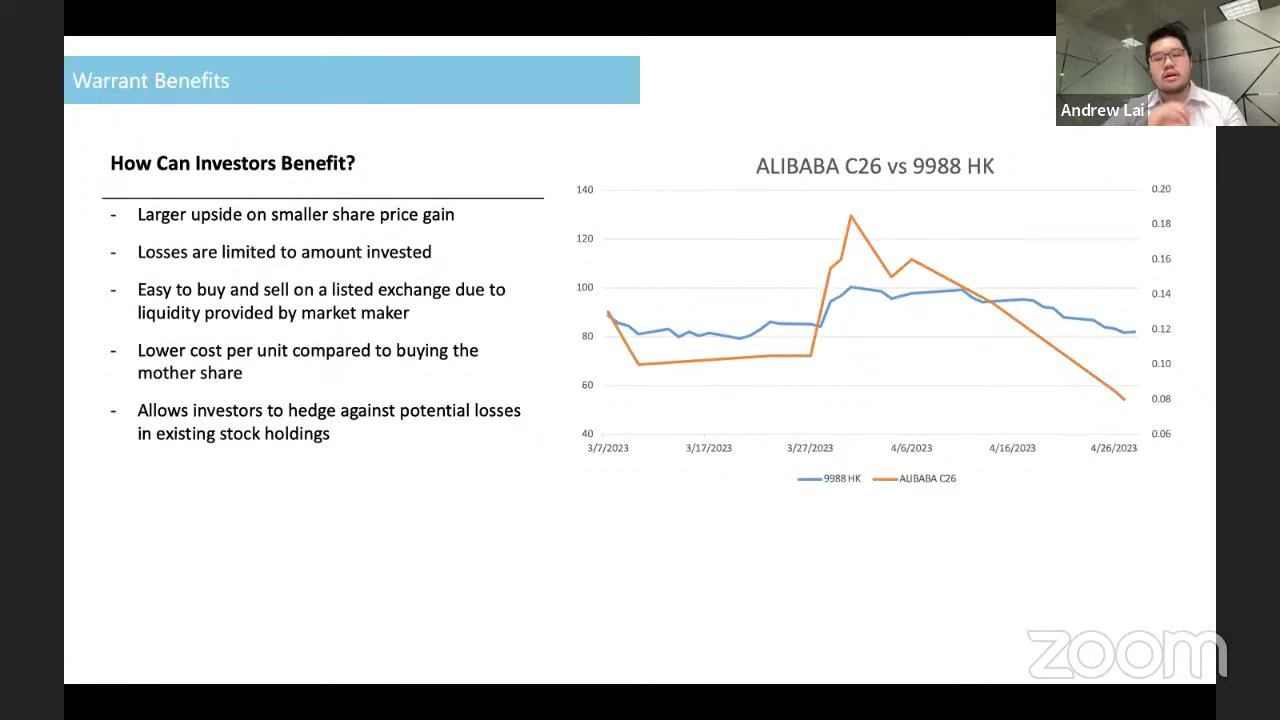 Warrant Benefits
Andrew Lai
How Can Investors Benefit?
- Larger upside on smaller share price gain
- Losses are limited to amount invested
- Easy to buy and sell on a listed exchange due to
liquidity provided by market maker
- Lower cost per unit compared to buying the
mother share
- Allows investors to hedge against potential losses
in existing stock holdings
ALIBABA C26 vs 9988 HK
140
120
100
80
60
40
0.20
0.18
0.16
0.14
0.12
0.10
0.08
0.06
3/7/2023
3/17/2023
3/27/2023
4/6/2023
4/16/2023
4/26/2023
9988 HK
ALIBABA C26
zoom